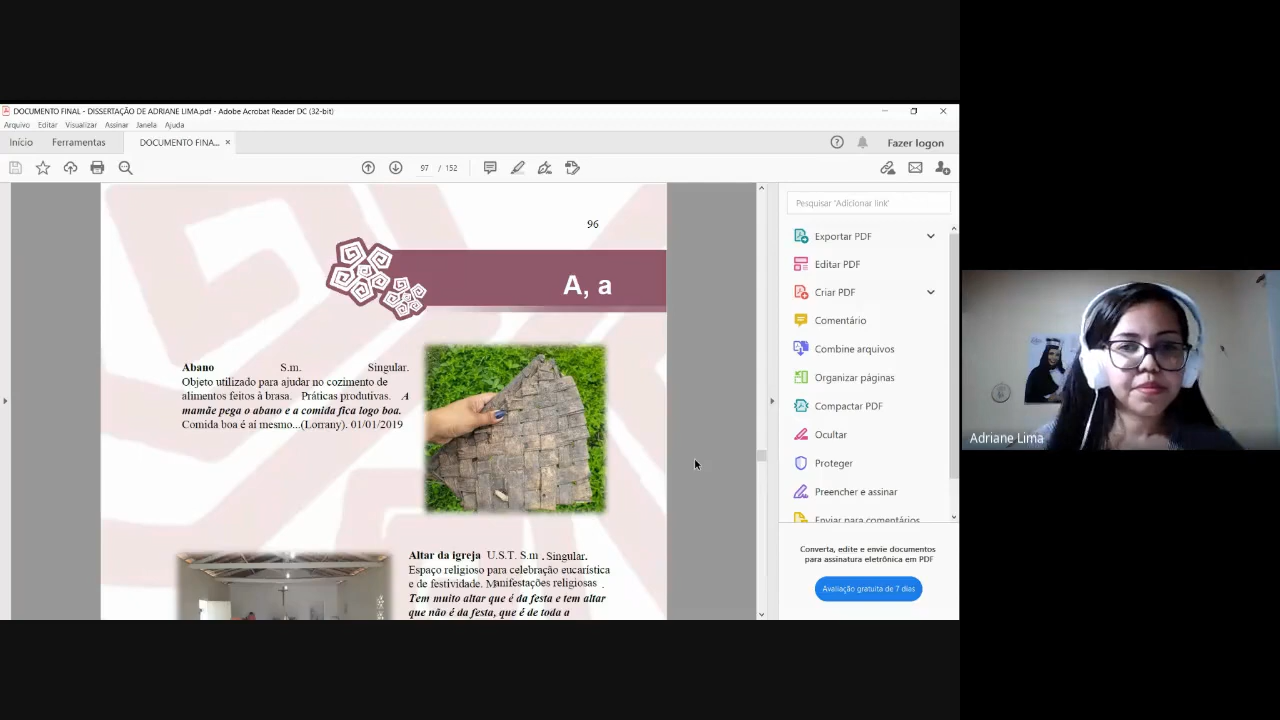 DOCUMENTO FINAL - DISSERTAÇÃO DE ADRIANE LIMA.pdf - Adobe Acrobat Reader DC (32-bit)
Arquivo Editar Visualizar Assinar Janela Ajuda
Início Ferramentas DOCUMENTO FINA... × Fazer logon
97 / 152
96
A, a
Abano S.m. Singular.
Objeto utilizado para ajudar no cozimento de
alimentos feitos à brasa. Práticas produtivas. A
mamãe pega o abano e a comida fica logo boa.
Comida boa é aí mesmo...(Lorrany). 01/01/2019
Altar da igreja U.S.T. S.m . Singular.
Espaço religioso para celebração eucarística
e de festividade. Manifestações religiosas .
Tem muito altar que é da festa e tem altar
que não é da festa, que é de toda a
Pesquisar 'Adicionar link'
Exportar PDF
Editar PDF
Criar PDF
Comentário
Combine arquivos
Organizar páginas
Compactar PDF
Ocultar
Proteger
Preencher e assinar
Enviar para comentários
Converta, edite e envie documentos
para assinatura eletrônica em PDF
Avaliação gratuita de 7 dias
Adriane Lima